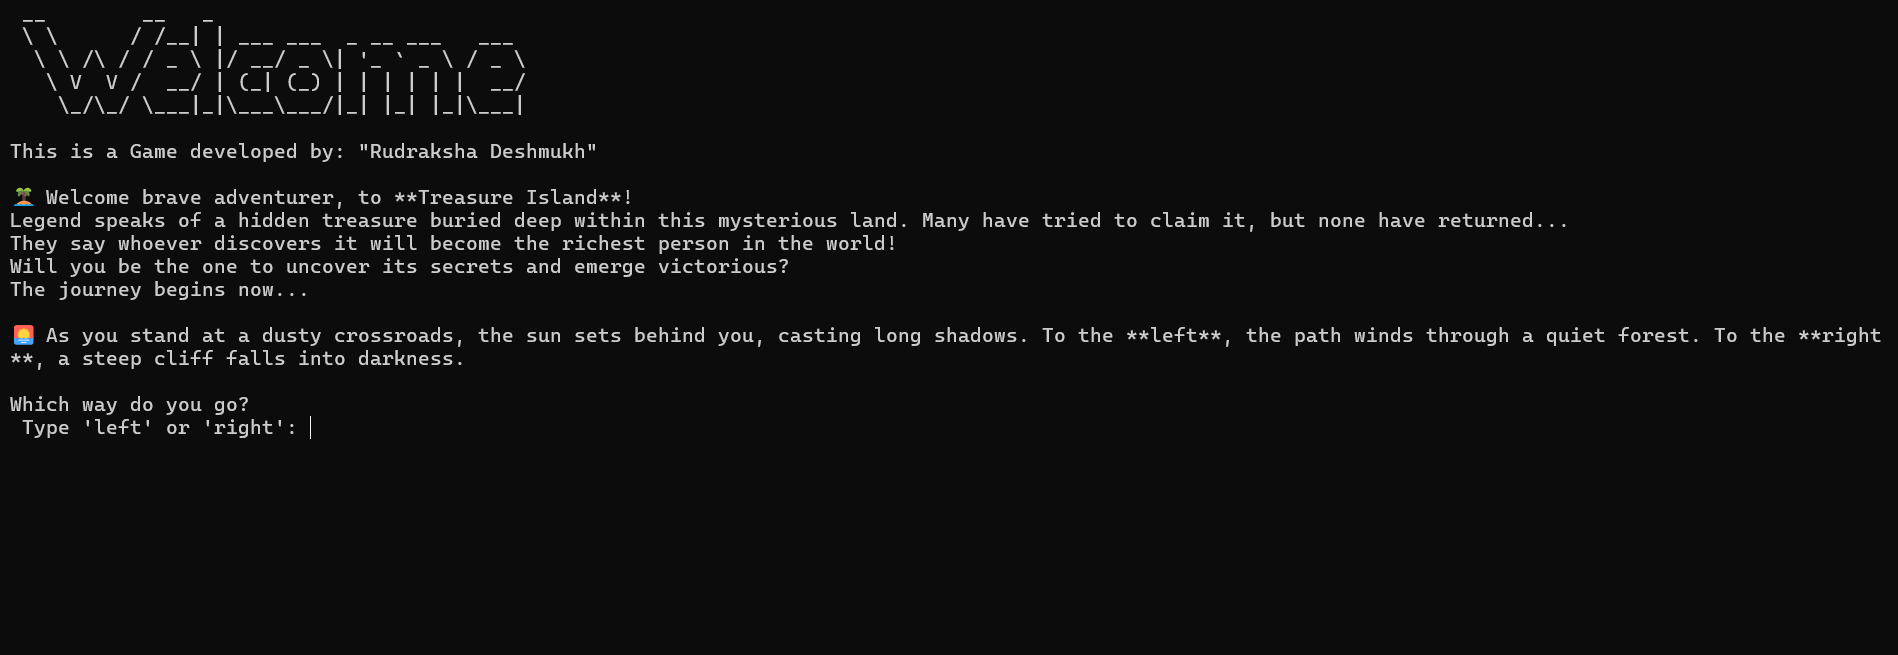 Welcome
This is a Game developed by: "Rudraksha Deshmukh"
🏝️ Welcome brave adventurer, to **Treasure Island**!
Legend speaks of a hidden treasure buried deep within this mysterious land. Many have tried to claim it, but none have returned...
They say whoever discovers it will become the richest person in the world!
Will you be the one to uncover its secrets and emerge victorious?
The journey begins now...
🌅 As you stand at a dusty crossroads, the sun sets behind you, casting long shadows. To the **left**, the path winds through a quiet forest. To the **right
**, a steep cliff falls into darkness.
Which way do you go?
Type 'left' or 'right':